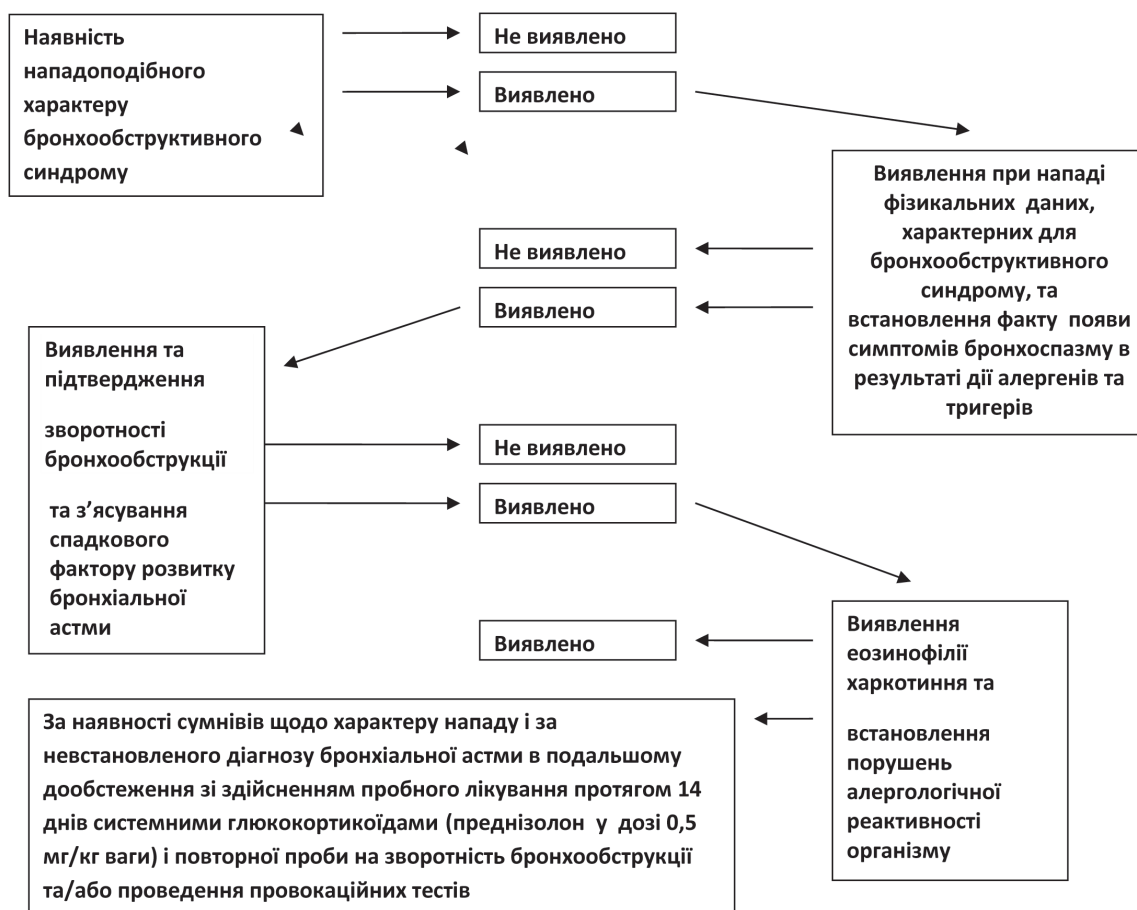 Наявність
нападоподібного
характеру
бронхообструктивного
синдрому
Не виявлено
Виявлено
Виявлення при нападі
фізикальних даних,
характерних для
бронхообструктивного
синдрому, та
встановлення факту появи
симптомів бронхоспазму в
результаті дії алергенів та
тригерів
Не виявлено
Виявлено
Виявлення та
підтвердження
зворотності
бронхообструкції
та з’ясування
спадкового
фактору розвитку
бронхіальної
астми
Не виявлено
Виявлено
Виявлення
еозинофілії
харкотиння та
встановлення
порушень
алергологічної
реактивності
організму
Виявлено
За наявності сумнівів щодо характеру нападу і за
невстановленого діагнозу бронхіальної астми в подальшому
дообстеження зі здійсненням пробного лікування протягом 14
днів системними глюкокортикоїдами (преднізолон у дозі 0,5
мг/кг ваги) і повторної проби на зворотність бронхообструкції
та/або проведення провокаційних тестів